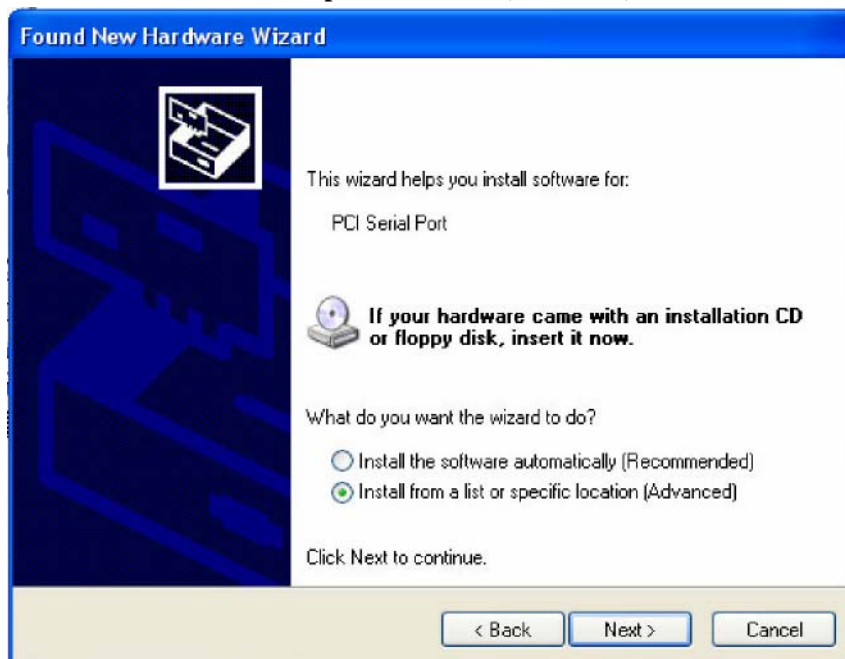 Found New Hardware Wizard
This wizard helps you install software for:
PCI Serial Port
If your hardware came with an installation CD
or floppy disk, insert it now.
What do you want the wizard to do?
Install the software automatically (Recommended)
Install from a list or specific location (Advanced)
Click Next to continue.
< Back
Next >
Cancel